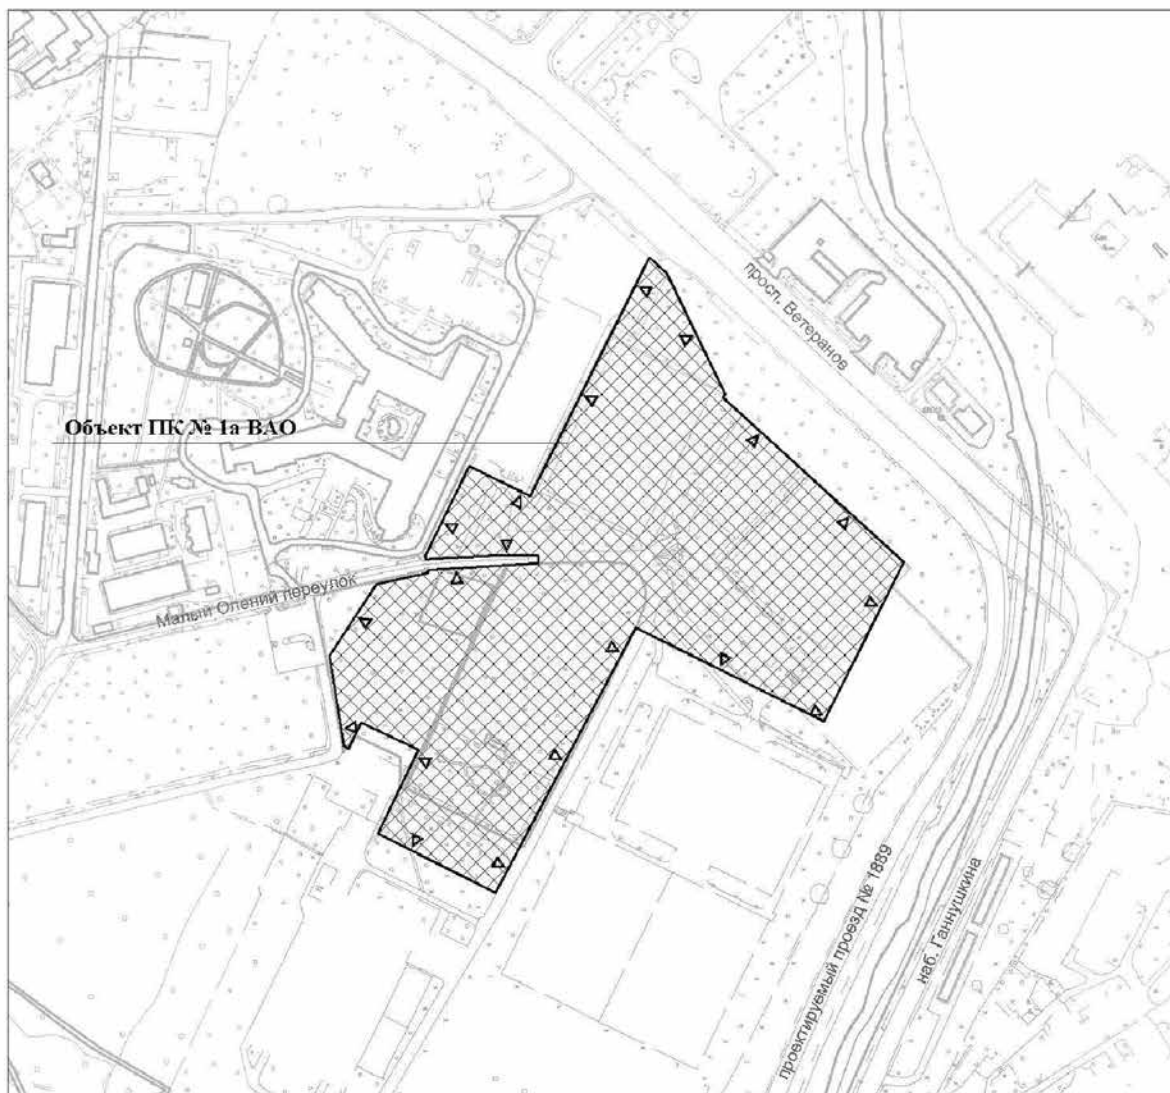 просп. Ветеранов
Объект ПК № 1а ВАО
Малый Олений переулок
проектируемый проезд № 1889
наб. Ганнушкина